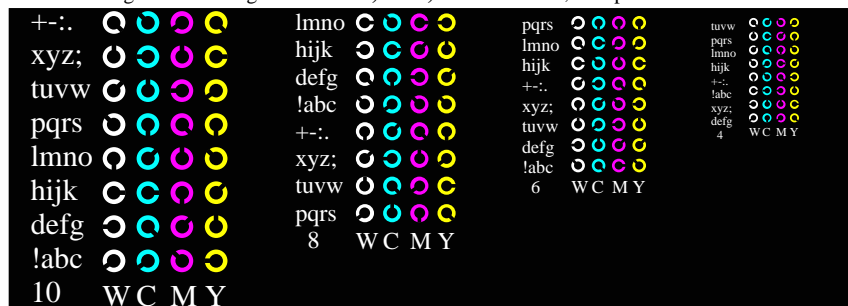 +-:.
xyz;
tuvw
pqrs
lmno
hijk
defg
!abc
10 W C M Y
lmno
hijk
defg
!abc
+-:.
xyz;
tuvw
pqrs
8 W C M Y
pqrs
lmno
hijk
+-:.
xyz;
tuvw
defg
!abc
6 W C M Y
tuvw
pqrs
lmno
hijk
+-:.
!abc
xyz;
defg
4 W C M Y